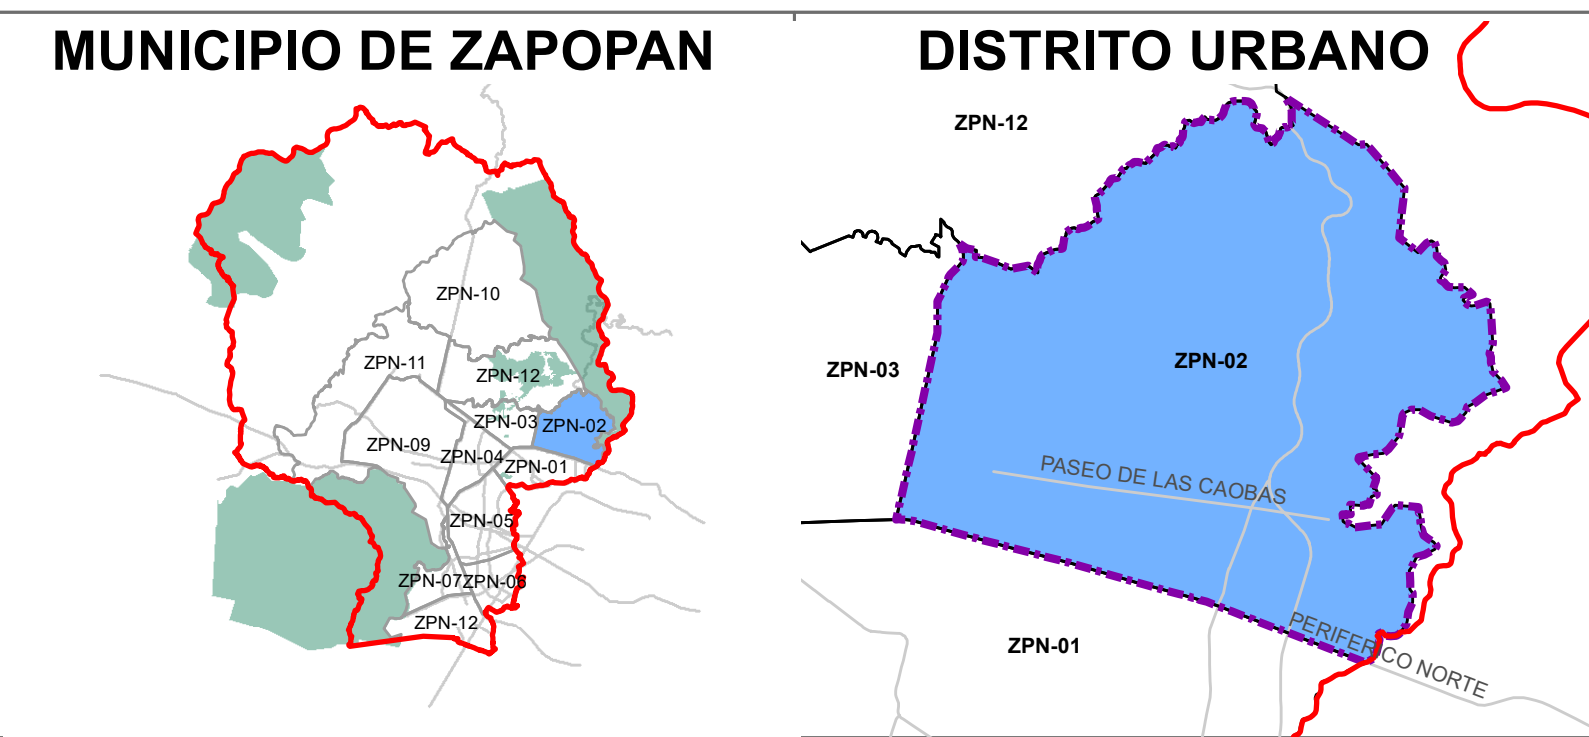 MUNICIPIO DE ZAPOPAN
ZPN-10
ZPN-11
ZPN-12
ZPN-03
ZPN-02
ZPN-09
ZPN-04
ZPN-01
ZPN-05
ZPN-07
ZPN-06
ZPN-12
DISTRITO URBANO
ZPN-12
ZPN-03
ZPN-02
PASEO DE LAS CAOBAS
ZPN-01
PERIFERICO NORTE